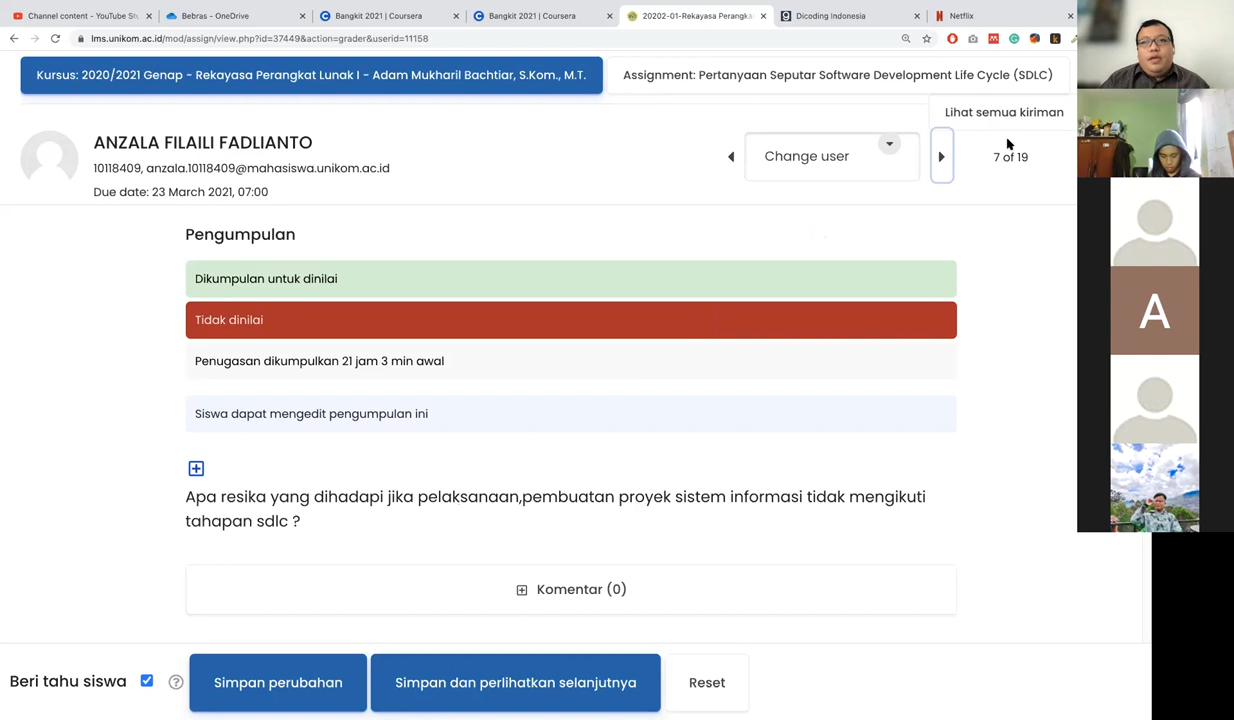 Channel content - YouTube St
Bebras - OneDrive
Bangkit 2021 | Coursera
Bangkit 2021 | Coursera
20202-01-Rekayasa Perangka
Dicoding Indonesia
Netflix
lms.unikom.ac.id/mod/assign/view.php?id=37449&action=grader&userid=11158
Kursus: 2020/2021 Genap - Rekayasa Perangkat Lunak I - Adam Mukharil Bachtiar, S.Kom., M.T.
Assignment: Pertanyaan Seputar Software Development Life Cycle (SDLC)
Lihat semua kiriman
ANZALA FILAILI FADLIANTO
10118409, anzala.10118409@mahasiswa.unikom.ac.id
Due date: 23 March 2021, 07:00
Change user
7 of 19
Pengumpulan
Dikumpulan untuk dinilai
Tidak dinilai
Penugasan dikumpulkan 21 jam 3 min awal
Siswa dapat mengedit pengumpulan ini
Apa resika yang dihadapi jika pelaksanaan,pembuatan proyek sistem informasi tidak mengikuti
tahapan sdlc ?
Komentar (0)
Beri tahu siswa
Simpan perubahan
Simpan dan perlihatkan selanjutnya
Reset
A